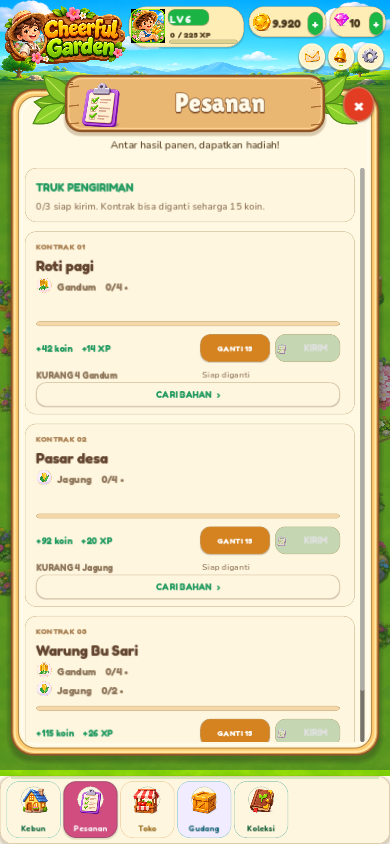 Cheerful
Garden
LV 6
0 / 225 XP
9.920
+
10
+
Pesanan
Antar hasil panen, dapatkan hadiah!
TRUK PENGIRIMAN
0/3 siap kirim. Kontrak bisa diganti seharga 15 koin.
KONTRAK 01
Roti pagi
Gandum 0/4 •
+42 koin +14 XP
GANTI 15
KIRIM
KURANG 4 Gandum
Siap diganti
CARI BAHAN ›
KONTRAK 02
Pasar desa
Jagung 0/4 •
+92 koin +20 XP
GANTI 15
KIRIM
KURANG 4 Jagung
Siap diganti
CARI BAHAN ›
KONTRAK 03
Warung Bu Sari
Gandum 0/4 •
Jagung 0/2 •
+115 koin +26 XP
GANTI 15
KIRIM
Kebun
Pesanan
Toko
Gudang
Koleksi